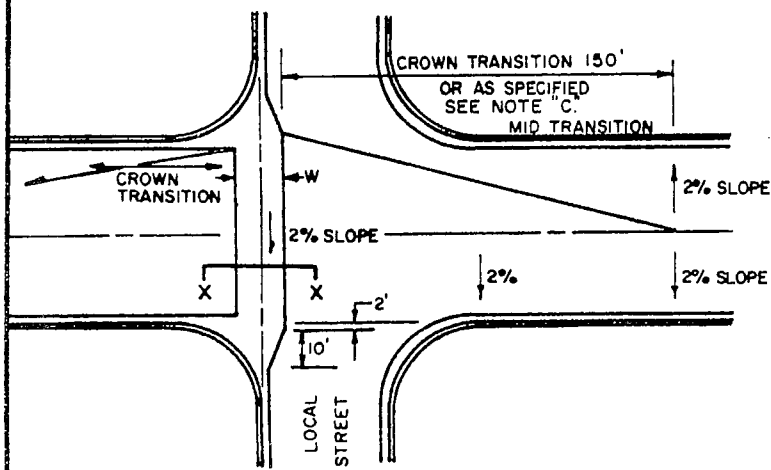 CROWN TRANSITION 150'
OR AS SPECIFIED
SEE NOTE "C."
MID TRANSITION
CROWN
TRANSITION
W
2% SLOPE
2% SLOPE
X X
2%
2% SLOPE
2'
10'
LOCAL
STREET